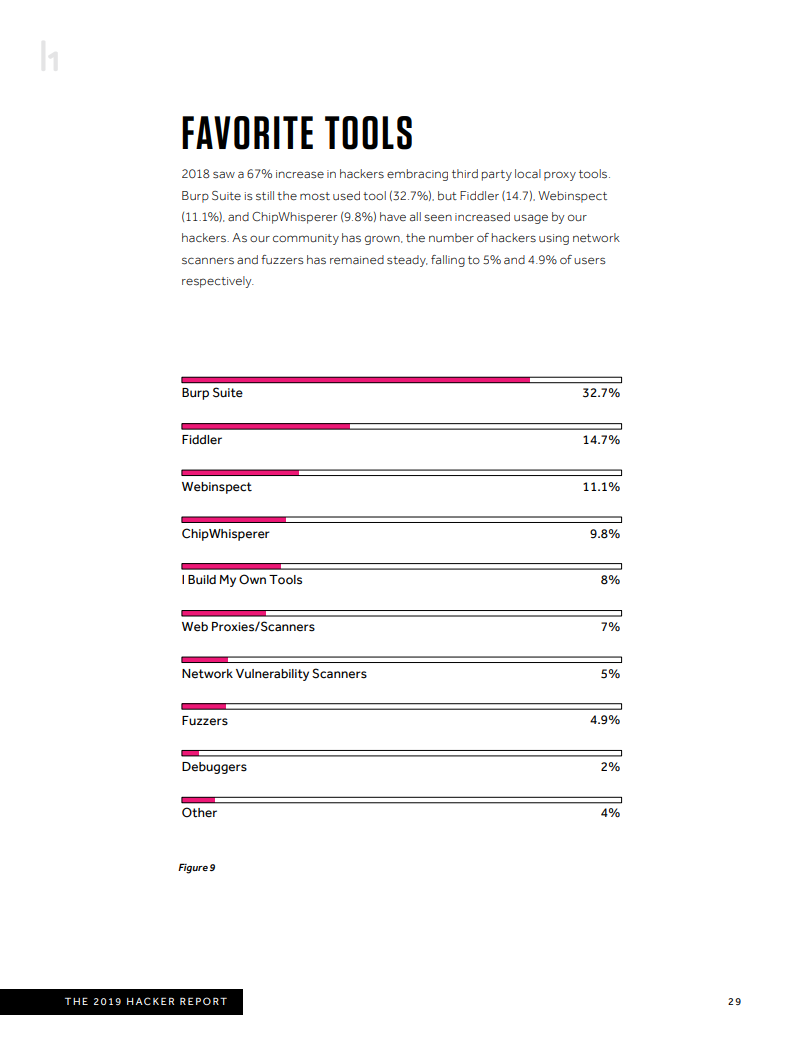 h1
FAVORITE TOOLS
2018 saw a 67% increase in hackers embracing third party local proxy tools.
Burp Suite is still the most used tool (32.7%), but Fiddler (14.7), Webinspect
(11.1%), and ChipWhisperer (9.8%) have all seen increased usage by our
hackers. As our community has grown, the number of hackers using network
scanners and fuzzers has remained steady, falling to 5% and 4.9% of users
respectively.
Burp Suite 32.7%
Fiddler 14.7%
Webinspect 11.1%
ChipWhisperer 9.8%
I Build My Own Tools 8%
Web Proxies/Scanners 7%
Network Vulnerability Scanners 5%
Fuzzers 4.9%
Debuggers 2%
Other 4%
Figure 9
THE 2019 HACKER REPORT 29